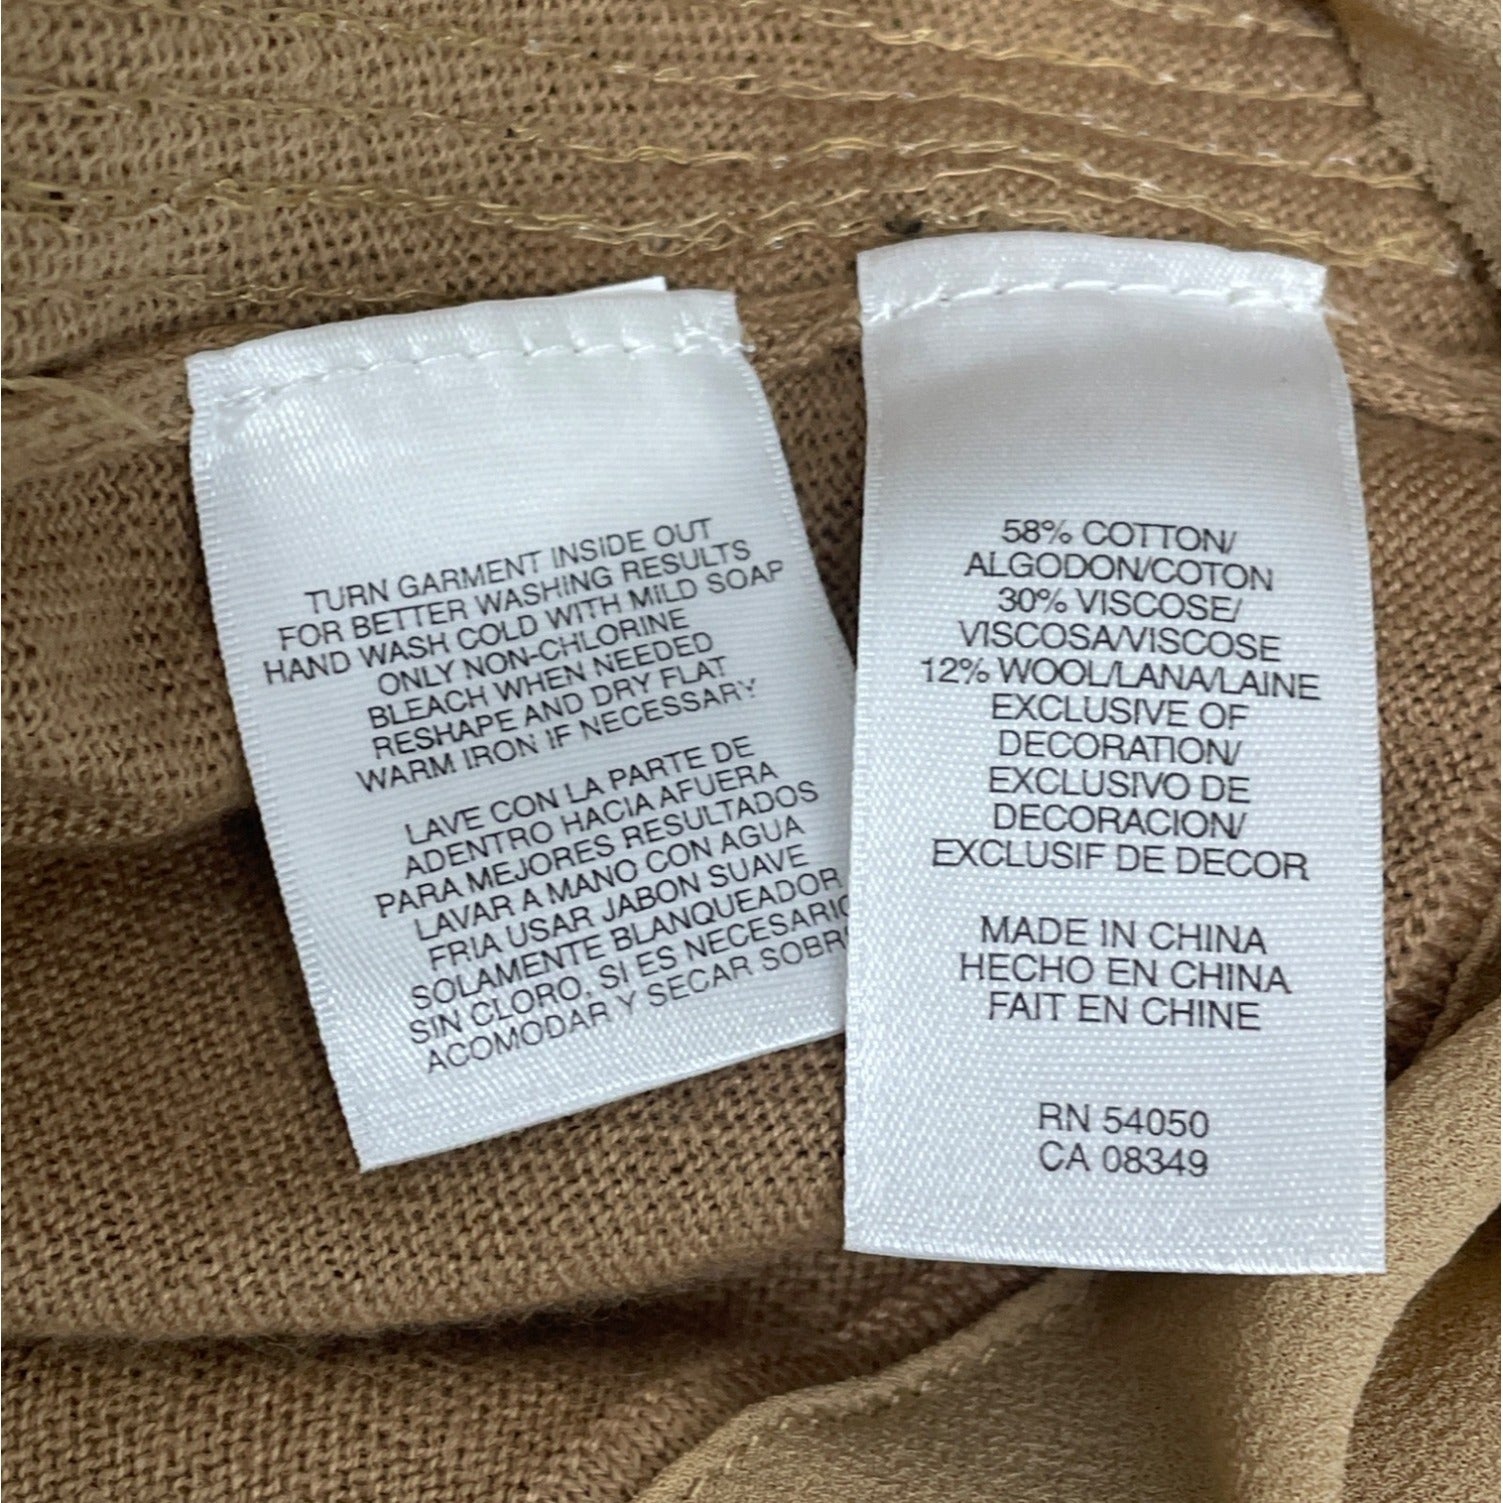 TURN GARMENT INSIDE OUT
FOR BETTER WASHING RESULTS
HAND WASH COLD WITH MILD SOAP
ONLY NON-CHLORINE
BLEACH WHEN NEEDED
RESHAPE AND DRY FLAT
WARM IRON IF NECESSARY
LAVE CON LA PARTE DE
ADENTRO HACIA AFUERA
PARA MEJORES RESULTADOS
LAVAR A MANO CON AGUA
FRIA USAR JABON SUAVE
SOLAMENTE BLANQUEADOR
SIN CLORO, SI ES NECESARIO
ACOMODAR Y SECAR
58% COTTON/
ALGODON/COTON
30% VISCOSE/
VISCOSA/VISCOSE
12% WOOL/LANA/LAINE
EXCLUSIVE OF
DECORATION/
EXCLUSIVO DE
DECORACION/
EXCLUSIF DE DECOR
MADE IN CHINA
HECHO EN CHINA
FAIT EN CHINE
RN 54050
CA 08349